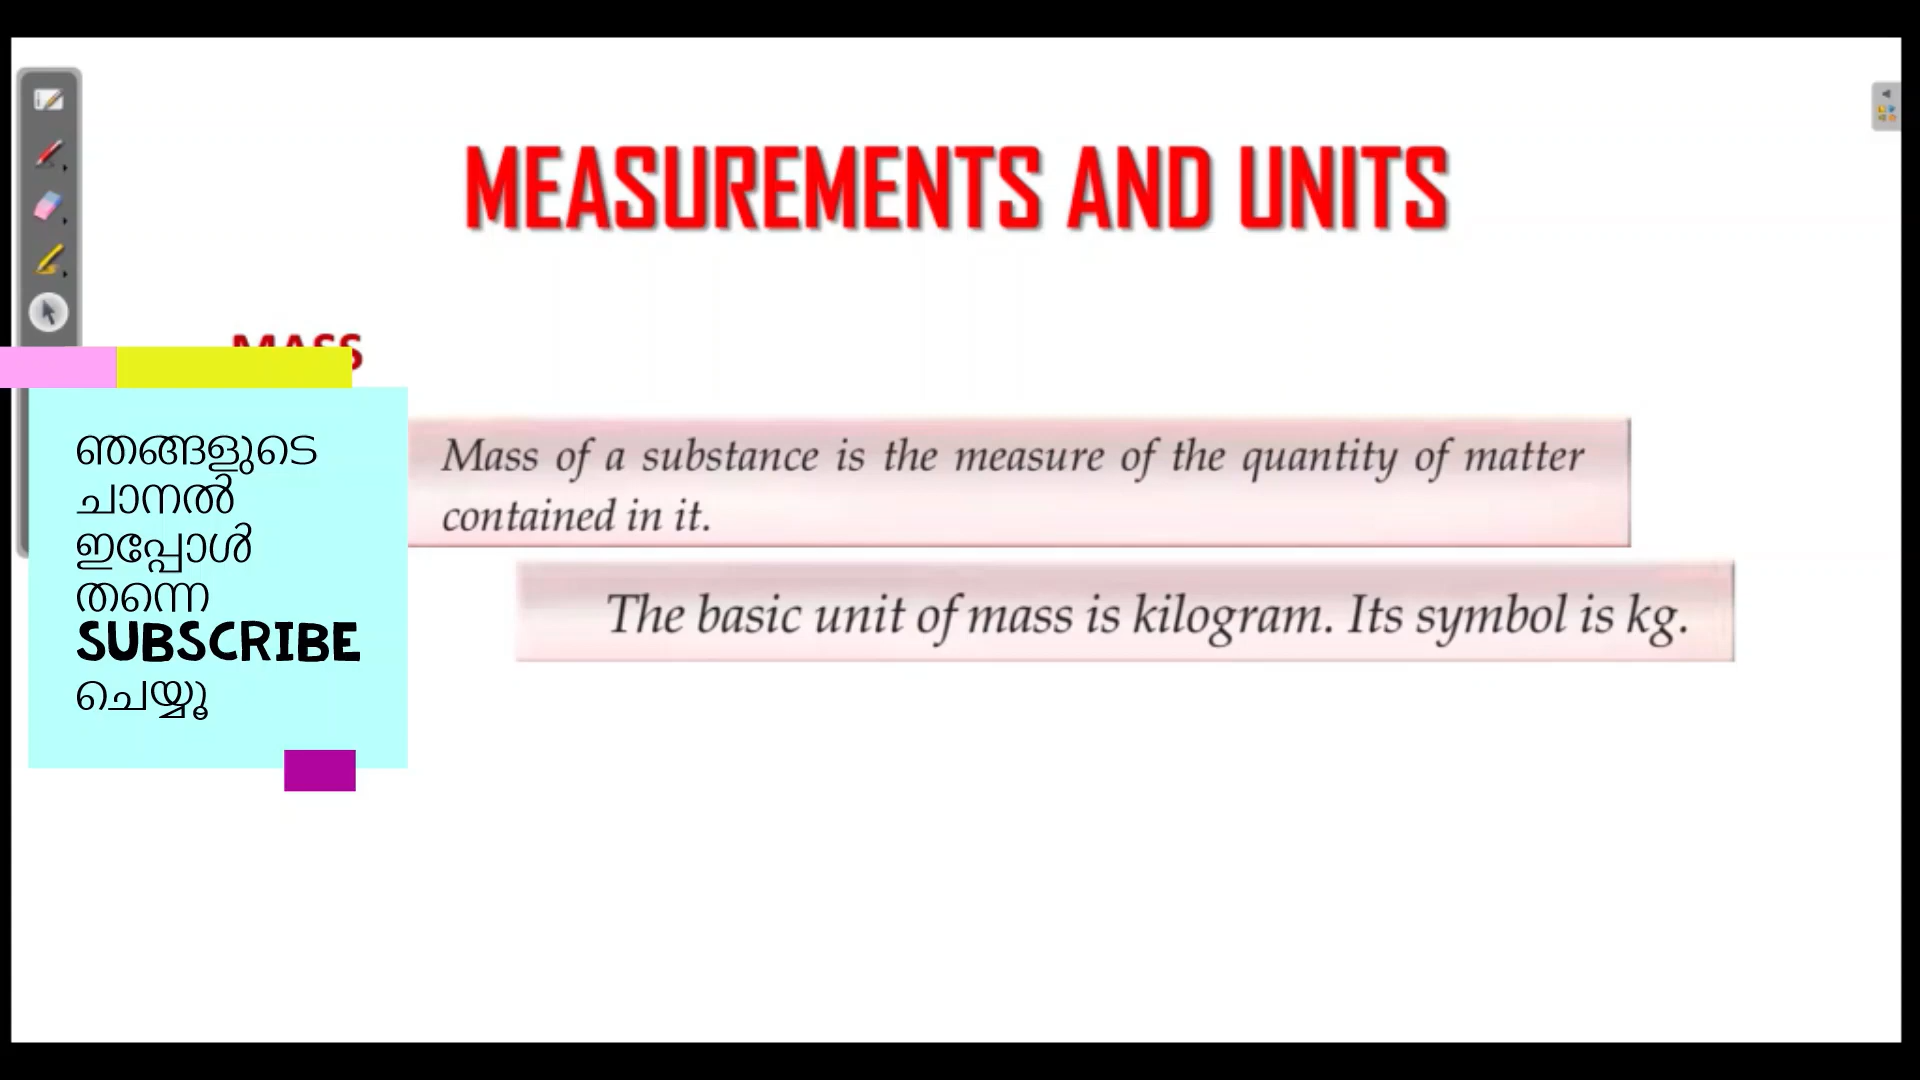 MEASUREMENTS AND UNITS
MASS
Mass of a substance is the measure of the quantity of matter
contained in it.
The basic unit of mass is kilogram. Its symbol is kg.
ഞങ്ങളുടെ
ചാനൽ
ഇപ്പോൾ
തന്നെ
SUBSCRIBE
ചെയ്യൂ